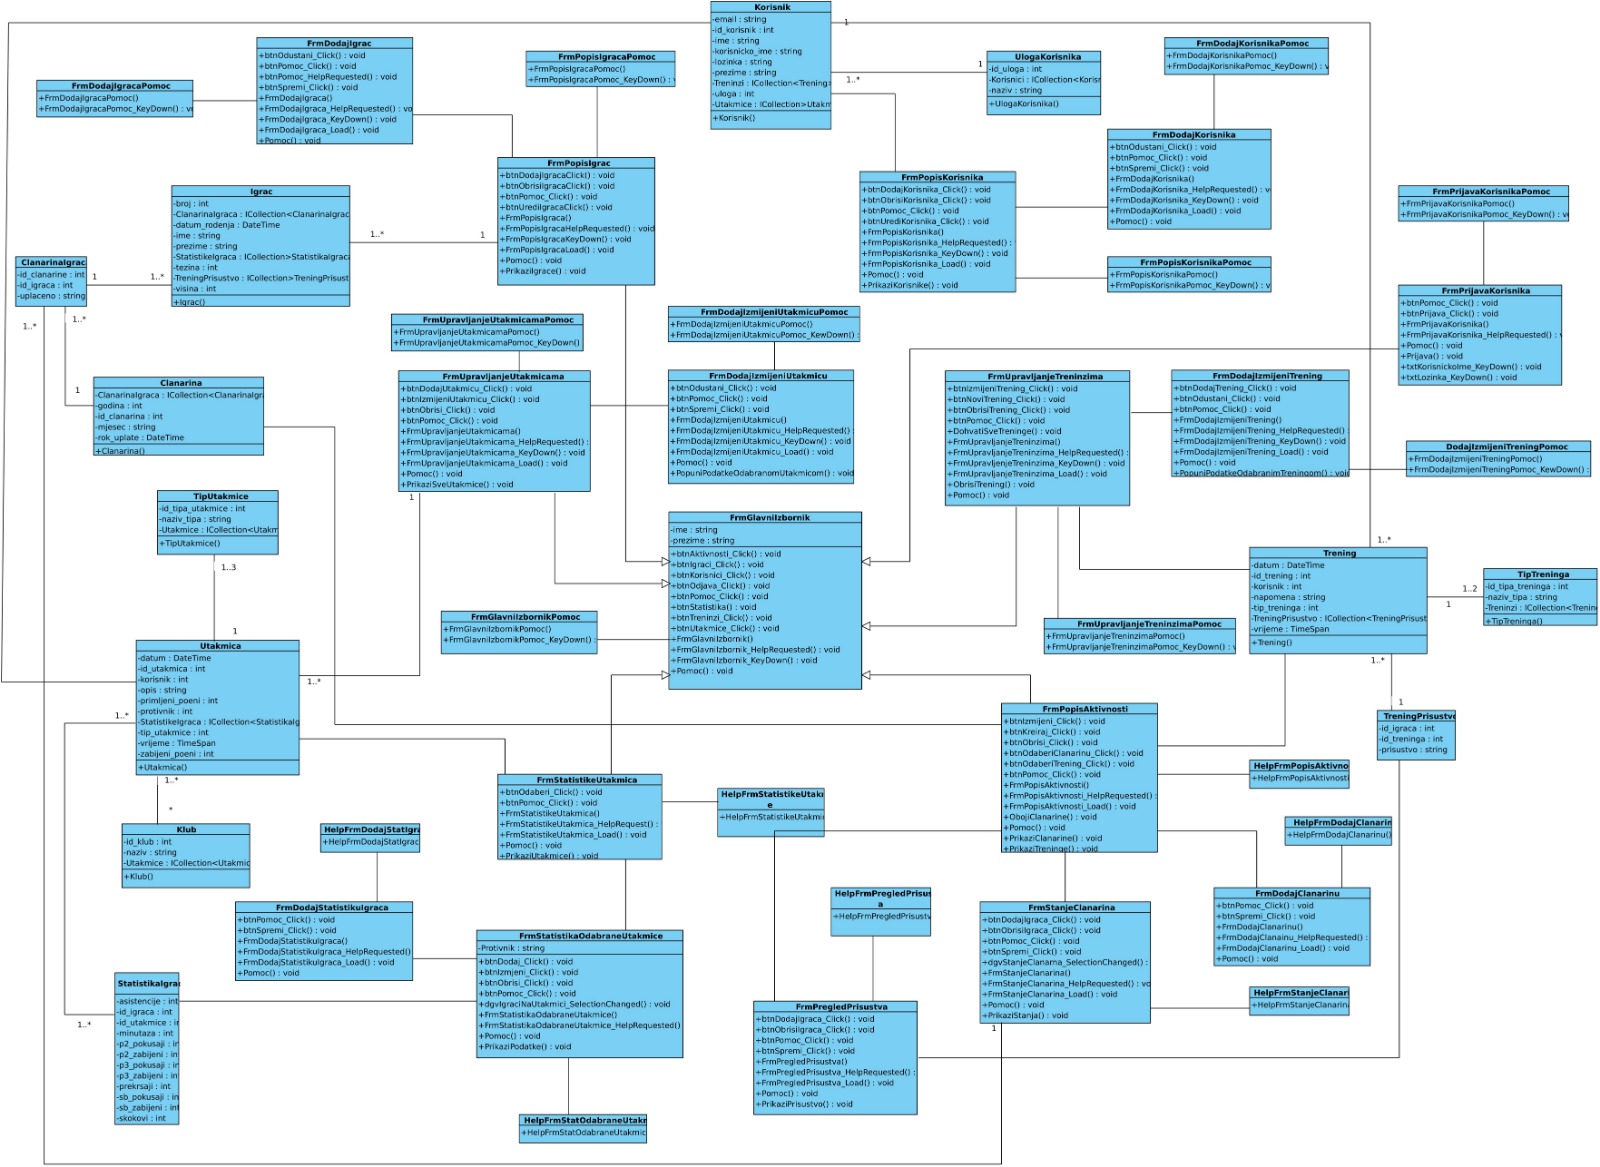 Korisnik
-email : string
-id_korisnik : int
-ime : string
-korisnicko_ime : string
-lozinka : string
-prezime : string
-Treninzi : ICollection<Trening>
-uloga : int
-Utakmice : ICollection>Utakm
+Korisnik()
1
1..*
1
FrmDodajIgrac
+btnOdustani_Click() : void
+btnPomoc_Click() : void
+btnPomoc_HelpRequested() : void
+btnSpremi_Click() : void
+FrmDodajIgraca()
+FrmDodajIgraca_HelpRequested() : vo
+FrmDodajIgraca_KeyDown() : void
+FrmDodajIgraca_Load() : void
+Pomoc() : void
FrmDodajIgracaPomoc
+FrmDodajIgracaPomoc()
+FrmDodajIgracaPomoc_KeyDown() : v
FrmPopisIgracaPomoc
+FrmPopisIgracaPomoc()
+FrmPopisIgracaPomoc_KeyDown() : v
UlogaKorisnika
-id_uloga : int
-Korisnici : ICollection<Korisr
-naziv : string
+UlogaKorisnika()
FrmDodajKorisnikaPomoc
+FrmDodajKorisnikaPomoc()
+FrmDodajKorisnikaPomoc_KeyDown() : v
FrmDodajKorisnika
+btnOdustani_Click() : void
+btnPomoc_Click() : void
+btnSpremi_Click() : void
+FrmDodajKorisnika()
+FrmDodajKorisnika_HelpRequested() : v
+FrmDodajKorisnika_KeyDown() : void
+FrmDodajKorisnika_Load() : void
+Pomoc() : void
FrmPopisIgrac
+btnDodajIgracaClick() : void
+btnObrisiIgracaClick() : void
+btnPomoc_Click() : void
+btnUrediIgracaClick() : void
+FrmPopisIgraca()
+FrmPopisIgracaHelpRequested() : void
+FrmPopisIgracaKeyDown() : void
+FrmPopisIgracaLoad() : void
+Pomoc() : void
+PrikaziIgrace() : void
FrmPopisKorisnika
+btnDodajKorisnika_Click() : void
+btnObrisiKorisnika_Click() : void
+btnPomoc_Click() : void
+btnUrediKorisnika_Click() : void
+FrmPopisKorisnika()
+FrmPopisKorisnika_HelpRequested() :
+FrmPopisKorisnika_KeyDown() : void
+FrmPopisKorisnika_Load() : void
+Pomoc() : void
+PrikaziKorisnike() : void
FrmPopisKorisnikaPomoc
+FrmPopisKorisnikaPomoc()
+FrmPopisKorisnikaPomoc_KeyDown() : v
FrmPrijavaKorisnikaPomoc
+FrmPrijavaKorisnikaPomoc()
+FrmPrijavaKorisnikaPomoc_KeyDown() : v
FrmPrijavaKorisnika
+btnPomoc_Click() : void
+btnPrijava_Click() : void
+FrmPrijavaKorisnika()
+FrmPrijavaKorisnika_HelpRequested() :
+Pomoc() : void
+Prijava() : void
+txtKorisnickoIme_KeyDown() : void
+txtLozinka_KeyDown() : void
Igrac
-broj : int
-ClanarinaIgraca : ICollection<ClanarinaIgrac
-datum_rodenja : DateTime
-ime : string
-prezime : string
-StatistikeIgraca : ICollection>StatistikaIgraca
-tezina : int
-TreningPrisustvo : ICollection>TreningPrisust
-visina : int
+Igrac()
1..*
1
ClanarinaIgrac
-id_clanarine : int
-id_igraca : int
-uplaceno : string
1
1..*
1..*
1..*
1
Clanarina
-ClanarinaIgraca : ICollection<ClanarinaIgra
-godina : int
-id_clanarina : int
-mjesec : string
-rok_uplate : DateTime
+Clanarina()
FrmUpravljanjeUtakmicamaPomoc
+FrmUpravljanjeUtakmicamaPomoc()
+FrmUpravljanjeUtakmicamaPomoc_KeyDown()
FrmUpravljanjeUtakmicama
+btnDodajUtakmicu_Click() : void
+btnIzmijeniUtakmicu_Click() : void
+btnObrisi_Click() : void
+btnPomoc_Click() : void
+FrmUpravljanjeUtakmicama()
+FrmUpravljanjeUtakmicama_HelpRequested() :
+FrmUpravljanjeUtakmicama_KeyDown() : void
+FrmUpravljanjeUtakmicama_Load() : void
+Pomoc() : void
+PrikaziSveUtakmice() : void
1
FrmDodajIzmijeniUtakmicuPomoc
+FrmDodajIzmijeniUtakmicuPomoc()
+FrmDodajIzmijeniUtakmicuPomoc_KewDown() :
FrmDodajIzmijeniUtakmicu
+btnOdustani_Click() : void
+btnPomoc_Click() : void
+btnSpremi_Click() : void
+FrmDodajIzmijeniUtakmicu()
+FrmDodajIzmijeniUtakmicu_HelpRequested() :
+FrmDodajIzmijeniUtakmicu_KeyDown() : void
+FrmDodajIzmijeniUtakmicu_Load() : void
+Pomoc() : void
+PopuniPodatkeOdabranomUtakmicom() : void
FrmUpravljanjeTreninzima
+btnIzmijeniTrening_Click() : void
+btnNoviTrening_Click() : void
+btnObrisiTrening_Click() : void
+btnPomoc_Click() : void
+DohvatiSveTreninge() : void
+FrmUpravljanjeTreninzima()
+FrmUpravljanjeTreninzima_HelpRequested() :
+FrmUpravljanjeTreninzima_KeyDown() : void
+FrmUpravljanjeTreninzima_Load() : void
+ObrisiTrening() : void
+Pomoc() : void
FrmDodajIzmijeniTrening
+btnDodajTrening_Click() : void
+btnOdustani_Click() : void
+btnPomoc_Click() : void
+FrmDodajIzmijeniTrening()
+FrmDodajIzmijeniTrening_HelpRequested() :
+FrmDodajIzmijeniTrening_KeyDown() : void
+FrmDodajIzmijeniTrening_Load() : void
+Pomoc() : void
+PopuniPodatkeOdabranimTreningom() : void
DodajIzmijeniTreningPomoc
+FrmDodajIzmijeniTreningPomoc()
+FrmDodajIzmijeniTreningPomoc_KewDown() :
TipUtakmice
-id_tipa_utakmice : int
-naziv_tipa : string
-Utakmice : ICollection<Utakm
+TipUtakmice()
1..3
1
FrmGlavniIzbornik
-ime : string
-prezime : string
+btnAktivnosti_Click() : void
+btnIgraci_Click() : void
+btnKorisnici_Click() : void
+btnOdjava_Click() : void
+btnPomoc_Click() : void
+btnStatistika() : void
+btnTreninzi_Click() : void
+btnUtakmice_Click() : void
+FrmGlavniIzbornik()
+FrmGlavniIzbornik_HelpRequested() : void
+FrmGlavniIzbornik_KeyDown() : void
+Pomoc() : void
FrmGlavniIzbornikPomoc
+FrmGlavniIzbornikPomoc()
+FrmGlavniIzbornikPomoc_KeyDown() :
FrmUpravljanjeTreninzimaPomoc
+FrmUpravljanjeTreninzimaPomoc()
+FrmUpravljanjeTreninzimaPomoc_KeyDown() : v
1..*
Trening
-datum : DateTime
-id_trening : int
-korisnik : int
-napomena : string
-tip_treninga : int
-TreningPrisustvo : ICollection<TreningPrisust
-vrijeme : TimeSpan
+Trening()
1..2
1
TipTreninga
-id_tipa_treninga : int
-naziv_tipa : string
-Treninzi : ICollection<Trenin
+TipTreninga()
1..*
1
TreningPrisustvo
-id_igraca : int
-id_treninga : int
-prisustvo : string
Utakmica
-datum : DateTime
-id_utakmica : int
-korisnik : int
-opis : string
-primljeni_poeni : int
-protivnik : int
-StatistikeIgraca : ICollection<StatistikaIg
-tip_utakmice : int
-vrijeme : TimeSpan
-zabijeni_poeni : int
+Utakmica()
1..*
1..*
1..*
*
Klub
-id_klub : int
-naziv : string
-Utakmice : ICollection<Utakmic
+Klub()
HelpFrmDodajStatIgra
+HelpFrmDodajStatIgrac
FrmDodajStatistikuIgraca
+btnPomoc_Click() : void
+btnSpremi_Click() : void
+FrmDodajStatistikuIgraca()
+FrmDodajStatistikuIgraca_HelpRequested()
+FrmDodajStatistikuIgraca_Load() : void
+Pomoc() : void
FrmStatistikeUtakmica
+btnOdaberi_Click() : void
+btnPomoc_Click() : void
+FrmStatistikeUtakmica()
+FrmStatistikeUtakmica_HelpRequest() :
+FrmStatistikeUtakmica_Load() : void
+Pomoc() : void
+PrikaziUtakmice() : void
HelpFrmStatistikeUtakm
e
+HelpFrmStatistikeUtakmi
FrmPopisAktivnosti
+btnIzmijeni_Click() : void
+btnKreiraj_Click() : void
+btnObrisi_Click() : void
+btnOdaberiClanarinu_Click() : void
+btnOdaberiTrening_Click() : void
+btnPomoc_Click() : void
+FrmPopisAktivnosti()
+FrmPopisAktivnosti_HelpRequested() :
+FrmPopisAktivnosti_Load() : void
+ObojiClanarine() : void
+Pomoc() : void
+PrikaziClanarine() : void
+PrikaziTreninge() : void
HelpFrmPopisAktivno
+HelpFrmPopisAktivnosti
HelpFrmDodajClanarin
+HelpFrmDodajClanarinu()
FrmDodajClanarinu
+btnPomoc_Click() : void
+btnSpremi_Click() : void
+FrmDodajClanarinu()
+FrmDodajClanainu_HelpRequested() :
+FrmDodajClanarinu_Load() : void
+Pomoc() : void
HelpFrmPregledPrisus
a
+HelpFrmPregledPrisustv
FrmStanjeClanarina
+btnDodajIgraca_Click() : void
+btnObrisiIgraca_Click() : void
+btnPomoc_Click() : void
+btnSpremi_Click() : void
+dgvStanjeClanama_SelectionChanged() :
+FrmStanjeClanarina()
+FrmStanjeClanarina_HelpRequested() : vo
+FrmStanjeClanarina_Load() : void
+Pomoc() : void
+PrikaziStanja() : void
1
HelpFrmStanjeClanari
+HelpFrmStanjeClanarin
FrmStatistikaOdabraneUtakmice
-Protivnik : string
+btnDodaj_Click() : void
+btnIzmjeni_Click() : void
+btnObrisi_Click() : void
+btnPomoc_Click() : void
+dgvIgraciNaUtakmici_SelectionChanged() : void
+FrmStatistikaOdabraneUtakmice()
+FrmStatistikaOdabraneUtakmice_HelpRequested()
+Pomoc() : void
+PrikaziPodatke() : void
HelpFrmStatOdabraneUtakm
+HelpFrmStatOdabraneUtakmic
FrmPregledPrisustva
+btnDodajIgraca_Click() : void
+btnObrisiIgraca_Click() : void
+btnPomoc_Click() : void
+btnSpremi_Click() : void
+FrmPregledPrisustva()
+FrmPregledPrisustva_HelpRequested() :
+FrmPregledPrisustva_Load() : void
+Pomoc() : void
+PrikaziPrisustvo() : void
StatistikaIgrac
-asistencije : int
-id_igraca : int
-id_utakmice : in
-minutaza : int
-p2_pokusaji : in
-p2_zabijeni : in
-p3_pokusaji : in
-p3_zabijeni : in
-prekrsaji : int
-sb_pokusaji : in
-sb_zabijeni : in
-skokovi : int
1..*